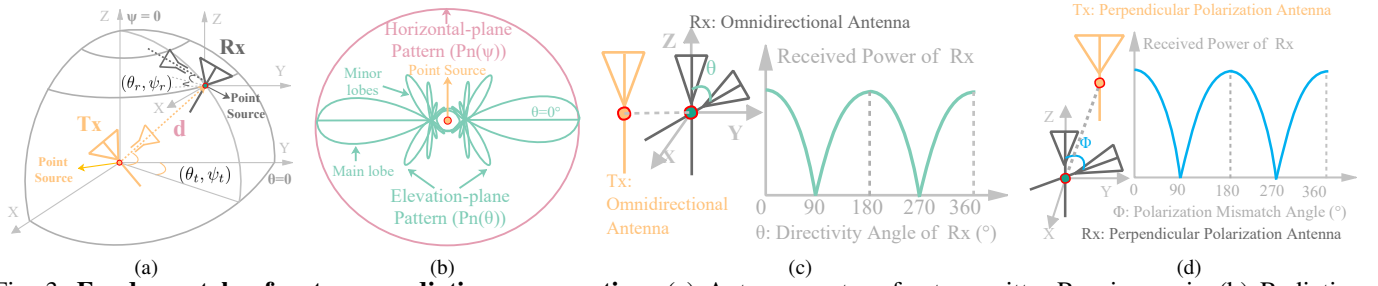 Z ψ = 0 Z
Rx
(θr, ψr)
Y
X
Point
Source
d
Tx
Y
Point
Source
(θt, ψt)
θ=0
X
(a)
Horizontal-plane
Pattern (Pn(ψ))
Minor
lobes
Point Source
θ=0°
Main lobe
Elevation-plane
Pattern (Pn(θ))
(b)
Rx: Omnidirectional Antenna
Z
θ
Y
X
Tx:
Omnidirectional
Antenna
Received Power of Rx
0 90 180 270 360
θ: Directivity Angle of Rx (°)
(c)
Tx: Perpendicular Polarization Antenna
Received Power of Rx
Z
Φ
Y
X
0 90 180 270 360
Φ: Polarization Mismatch Angle (°)
Rx: Perpendicular Polarization Antenna
(d)